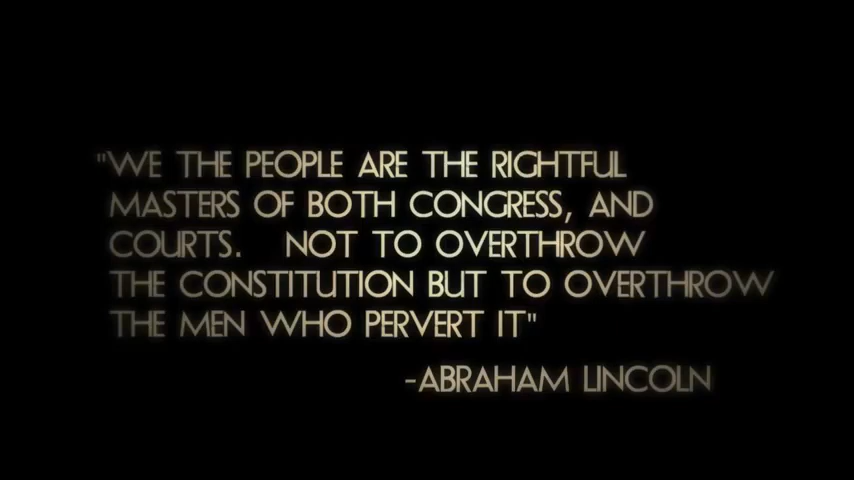 "WE THE PEOPLE ARE THE RIGHTFUL
MASTERS OF BOTH CONGRESS, AND
COURTS. NOT TO OVERTHROW
THE CONSTITUTION BUT TO OVERTHROW
THE MEN WHO PERVERT IT"
-ABRAHAM LINCOLN